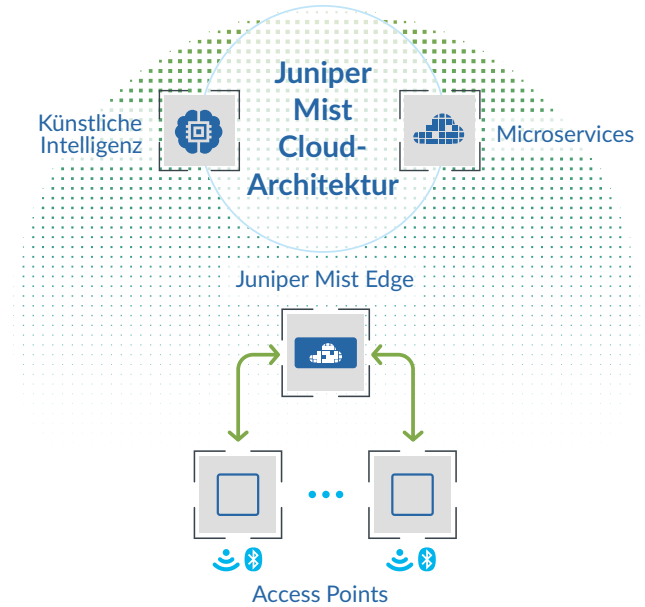 Juniper
Mist
Cloud-
Architektur
Künstliche
Intelligenz
Microservices
Juniper Mist Edge
Access Points